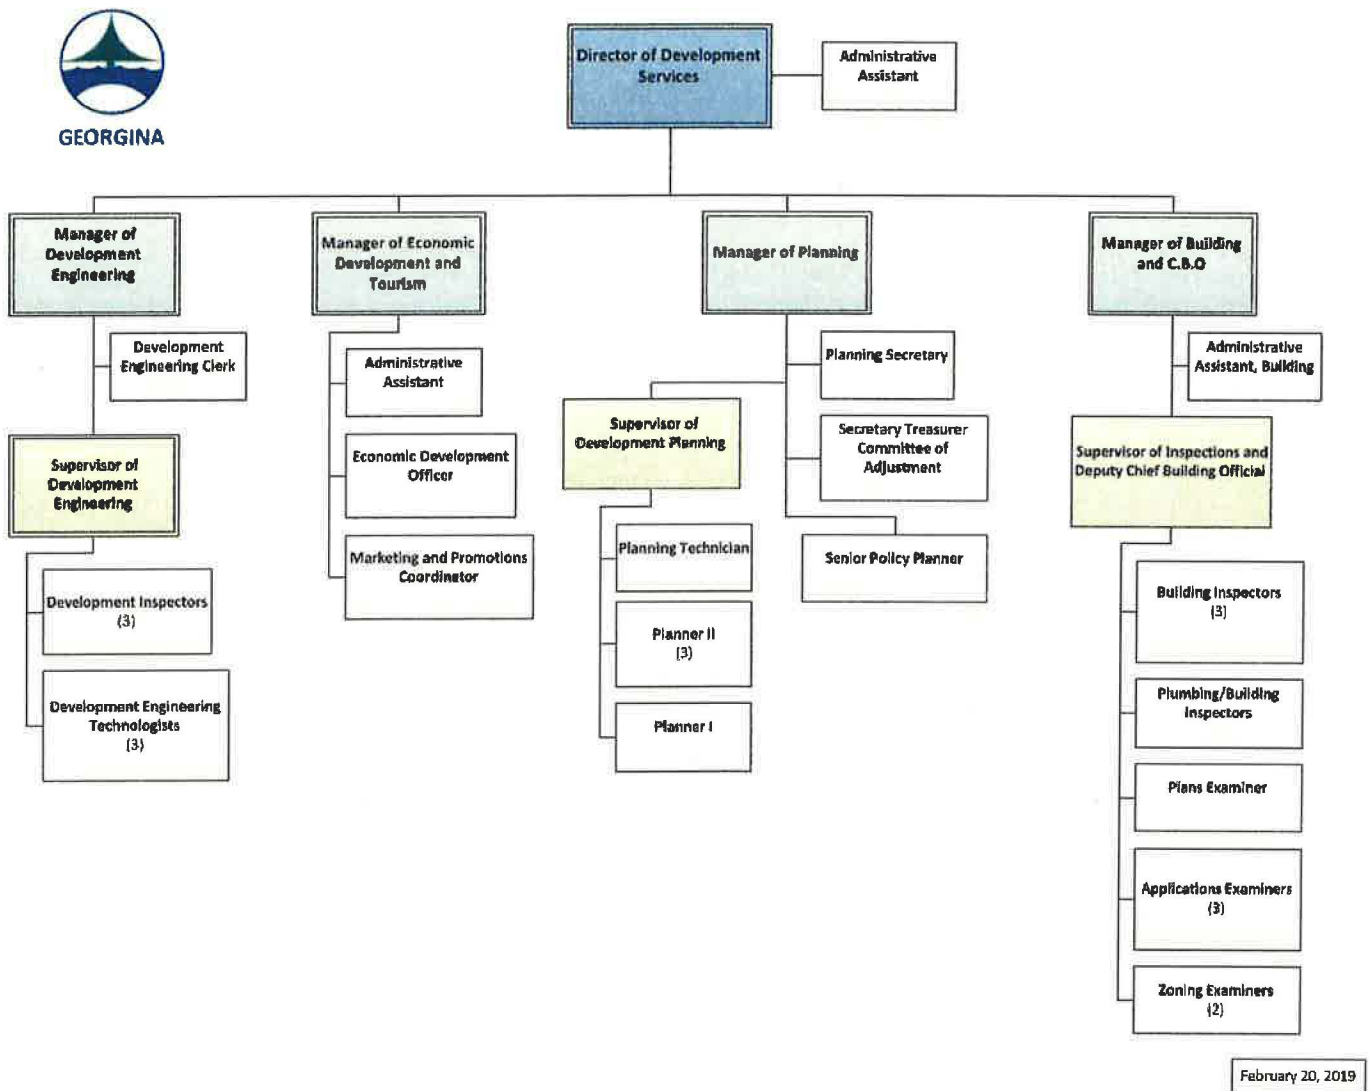 GEORGINA
Director of Development
Services
Administrative
Assistant
Manager of
Development
Engineering
Development
Engineering Clerk
Supervisor of
Development
Engineering
Development Inspectors
(3)
Development Engineering
Technologists
(3)
Manager of Economic
Development and
Tourism
Administrative
Assistant
Economic Development
Officer
Marketing and Promotions
Coordinator
Manager of Planning
Planning Secretary
Secretary Treasurer
Committee of
Adjustment
Senior Policy Planner
Supervisor of
Development Planning
Planning Technician
Planner II
(3)
Planner I
Manager of Building
and C.B.O
Administrative
Assistant, Building
Supervisor of Inspections and
Deputy Chief Building Official
Building Inspectors
(3)
Plumbing/Building
Inspectors
Plans Examiner
Applications Examiners
(3)
Zoning Examiners
(2)
February 20, 2019